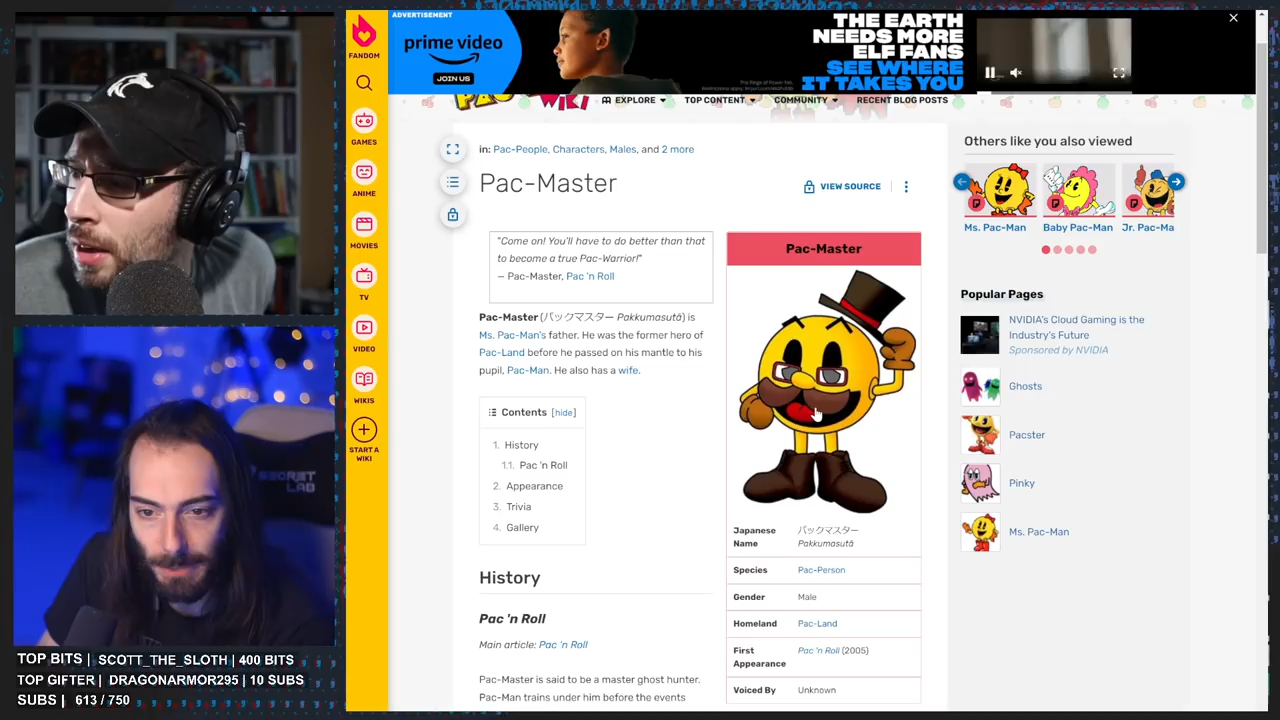 ADVERTISEMENT
prime video
JOIN US
THE EARTH
NEEDS MORE
ELF FANS
SEE WHERE
IT TAKES YOU
FANDOM
GAMES
ANIME
MOVIES
TV
VIDEO
WIKIS
START A
WIKI
EXPLORE
TOP CONTENT
COMMUNITY
RECENT BLOG POSTS
in: Pac-People, Characters, Males, and 2 more
Pac-Master
VIEW SOURCE
"Come on! You'll have to do better than that
to become a true Pac-Warrior!"
— Pac-Master, Pac 'n Roll
Pac-Master (パックマスター Pakkumasutā) is
Ms. Pac-Man's father. He was the former hero of
Pac-Land before he passed on his mantle to his
pupil, Pac-Man. He also has a wife.
Contents [hide]
1. History
1.1. Pac 'n Roll
2. Appearance
3. Trivia
4. Gallery
History
Pac 'n Roll
Main article: Pac 'n Roll
Pac-Master is said to be a master ghost hunter.
Pac-Man trains under him before the events
Pac-Master
Japanese
Name
パックマスター
Pakkumasutā
Species
Pac-Person
Gender
Male
Homeland
Pac-Land
First
Appearance
Pac 'n Roll (2005)
Voiced By
Unknown
Others like you also viewed
Ms. Pac-Man
Baby Pac-Man
Jr. Pac-Ma
Popular Pages
NVIDIA's Cloud Gaming is the
Industry's Future
Sponsored by NVIDIA
Ghosts
Pacster
Pinky
Ms. Pac-Man
TOP BITS | SCOTT_THE_SLOTH | 400 BITS
TOP GIFTER | DRAGONARMOR295 | 10 SUBS
SUBS | 613/750